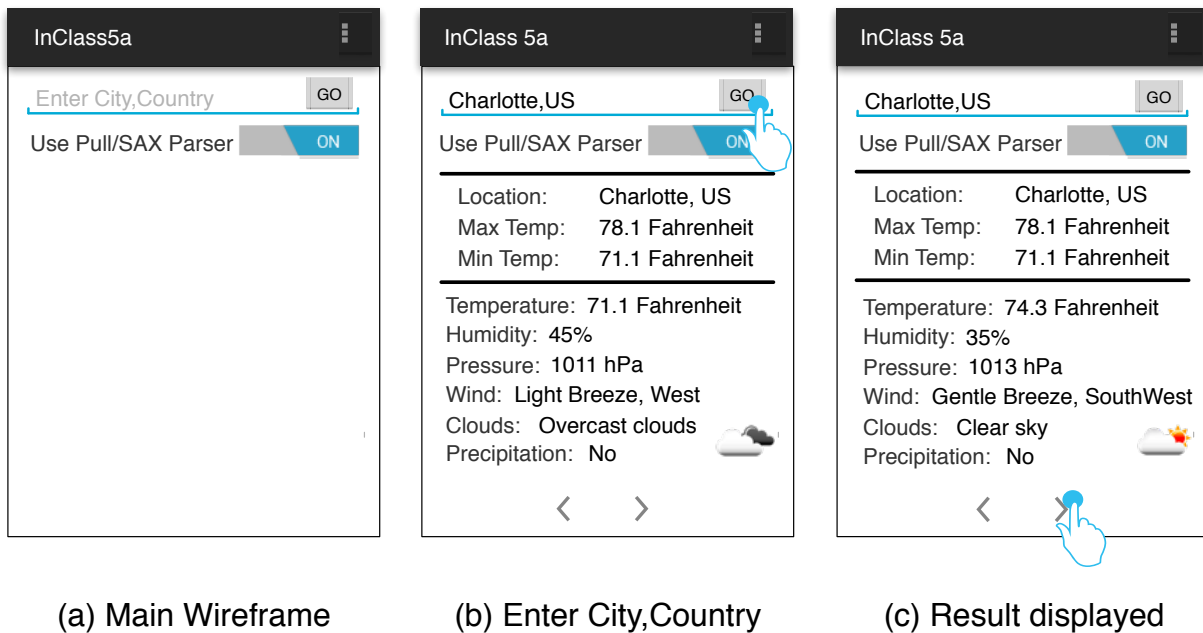 InClass5a
Enter City,Country
GO
Use Pull/SAX Parser ON
(a) Main Wireframe
InClass 5a
Charlotte,US
GO
Use Pull/SAX Parser ON
Location: Charlotte, US
Max Temp: 78.1 Fahrenheit
Min Temp: 71.1 Fahrenheit
Temperature: 71.1 Fahrenheit
Humidity: 45%
Pressure: 1011 hPa
Wind: Light Breeze, West
Clouds: Overcast clouds
Precipitation: No
(b) Enter City,Country
InClass 5a
Charlotte,US
GO
Use Pull/SAX Parser ON
Location: Charlotte, US
Max Temp: 78.1 Fahrenheit
Min Temp: 71.1 Fahrenheit
Temperature: 74.3 Fahrenheit
Humidity: 35%
Pressure: 1013 hPa
Wind: Gentle Breeze, SouthWest
Clouds: Clear sky
Precipitation: No
(c) Result displayed